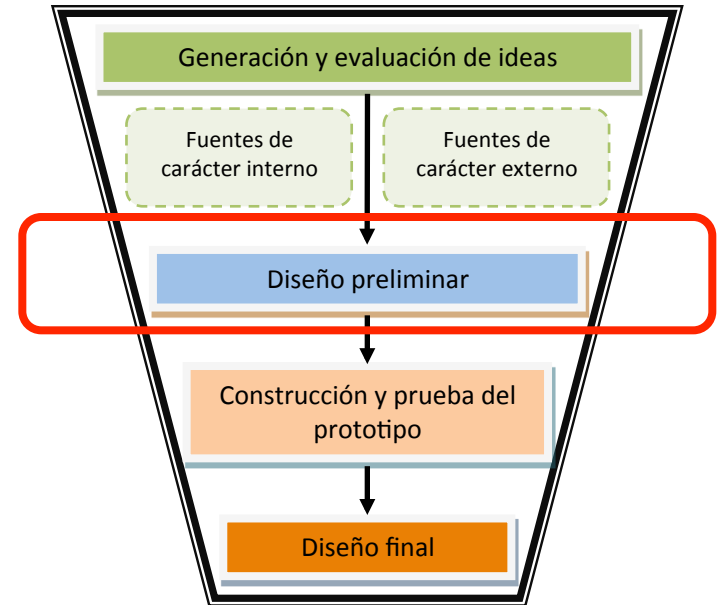 Generación y evaluación de ideas
Fuentes de
carácter interno
Fuentes de
carácter externo
Diseño preliminar
Construcción y prueba del
prototipo
Diseño final